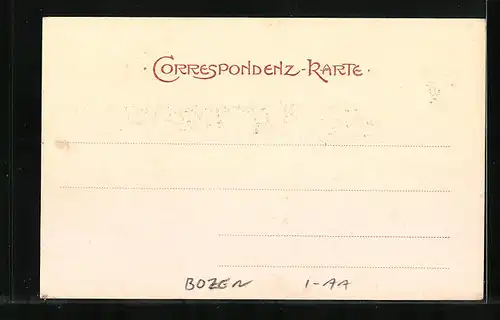 · CORRESPONDENZ-KARTE ·
BOZEN I-AA